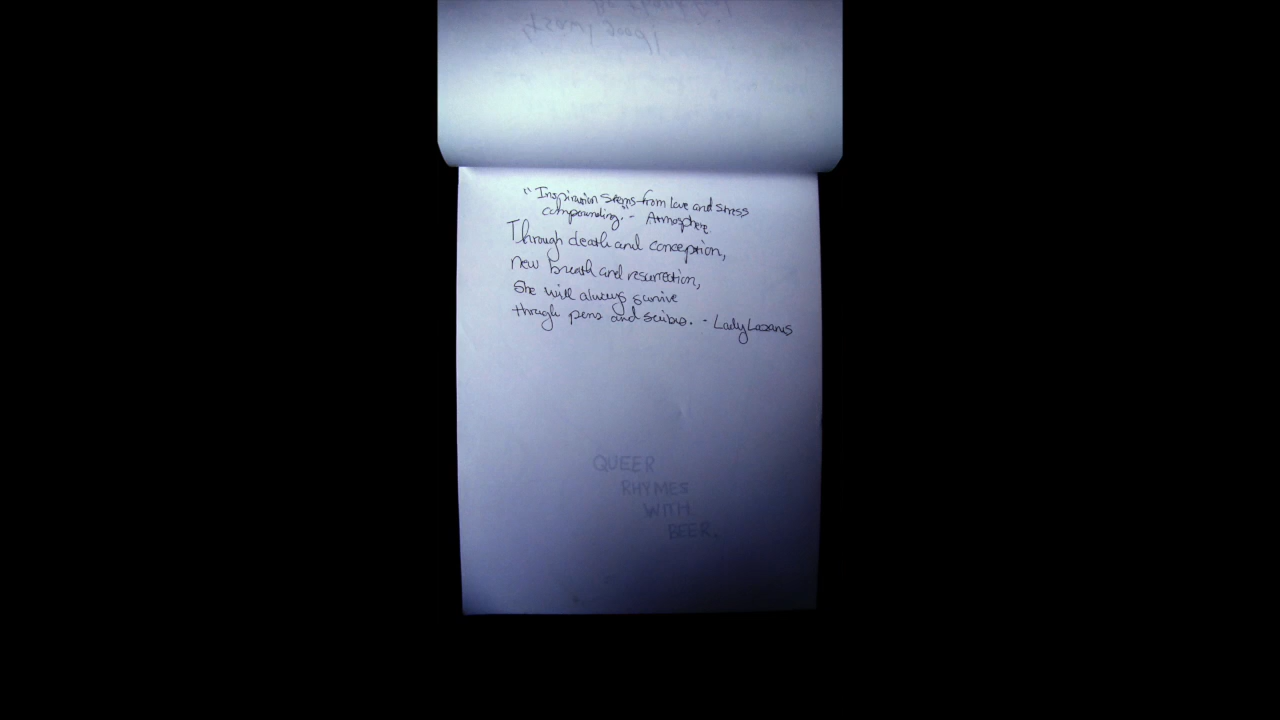 "Inspiration stems from love and stress
compounding." - Atmosphere.
Through death and conception,
new breath and resurrection,
She will always survive
through pens and scribes. - Lady Lazarus
QUEER
RHYMES
WITH
BEER.